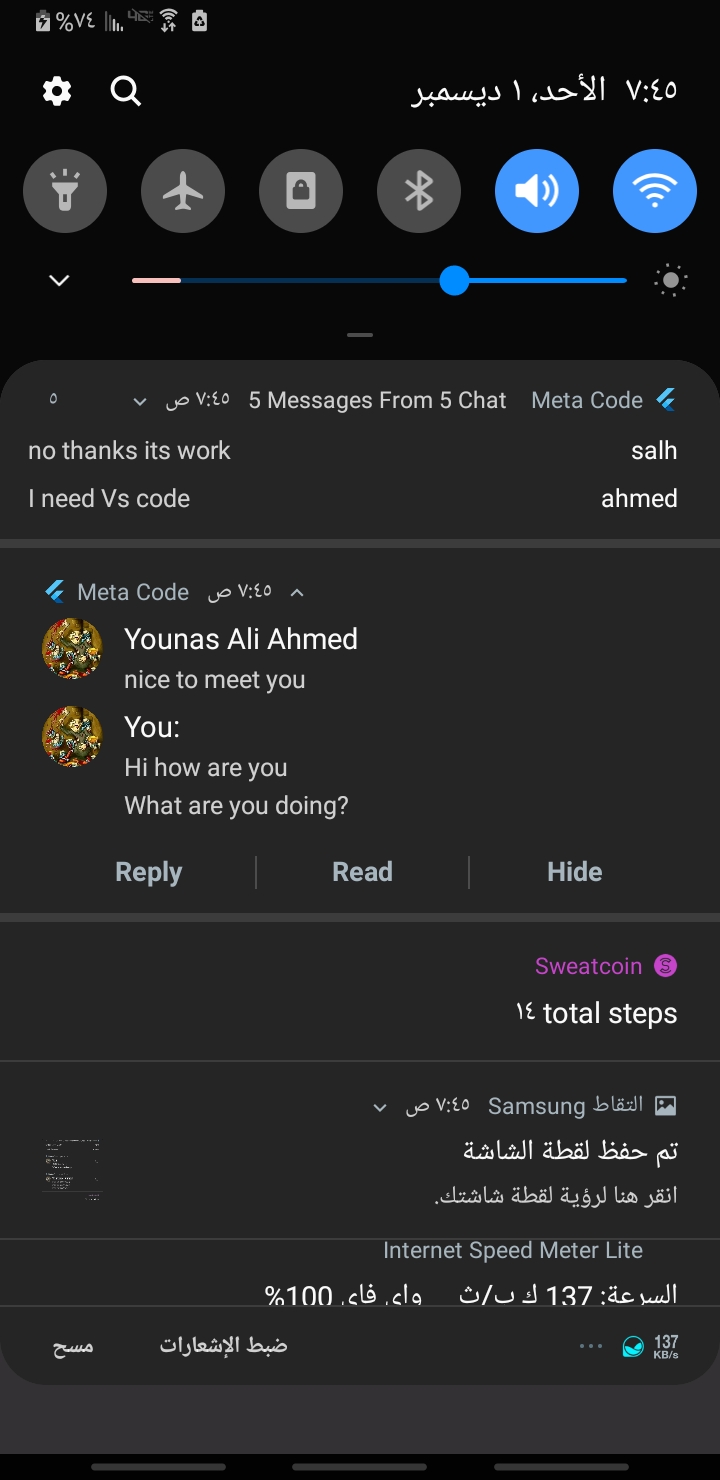 %٧٤
٧:٤٥ الأحد، ١ ديسمبر
Meta Code 5 Messages From 5 Chat ٧:٤٥ ص ٥
salh no thanks its work
ahmed I need Vs code
Meta Code ٧:٤٥ ص
Younas Ali Ahmed
nice to meet you
You:
Hi how are you
What are you doing?
Reply Read Hide
Sweatcoin
١٤ total steps
التقاط Samsung ٧:٤٥ ص
تم حفظ لقطة الشاشة
انقر هنا لرؤية لقطة شاشتك.
Internet Speed Meter Lite
السرعة: 137 ك ب/ث واي فاي 100%
137 KB/s ... ضبط الإشعارات مسح